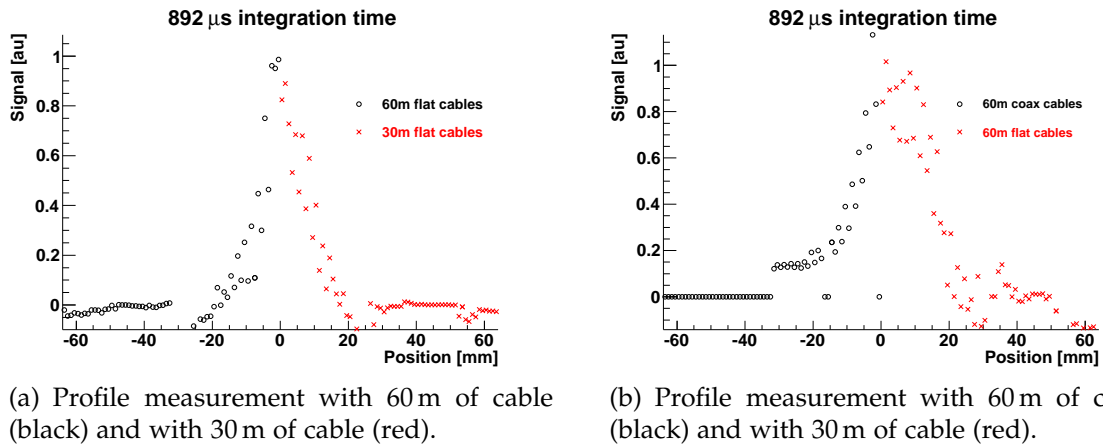 892 μs integration time
Signal [au]
1
0.8
0.6
0.4
0.2
0
60m flat cables
30m flat cables
-60 -40 -20 0 20 40 60
Position [mm]
(a) Profile measurement with 60 m of cable
(black) and with 30 m of cable (red).
892 μs integration time
Signal [au]
1
0.8
0.6
0.4
0.2
0
60m coax cables
60m flat cables
-60 -40 -20 0 20 40 60
Position [mm]
(b) Profile measurement with 60 m of c
(black) and with 30 m of cable (red).